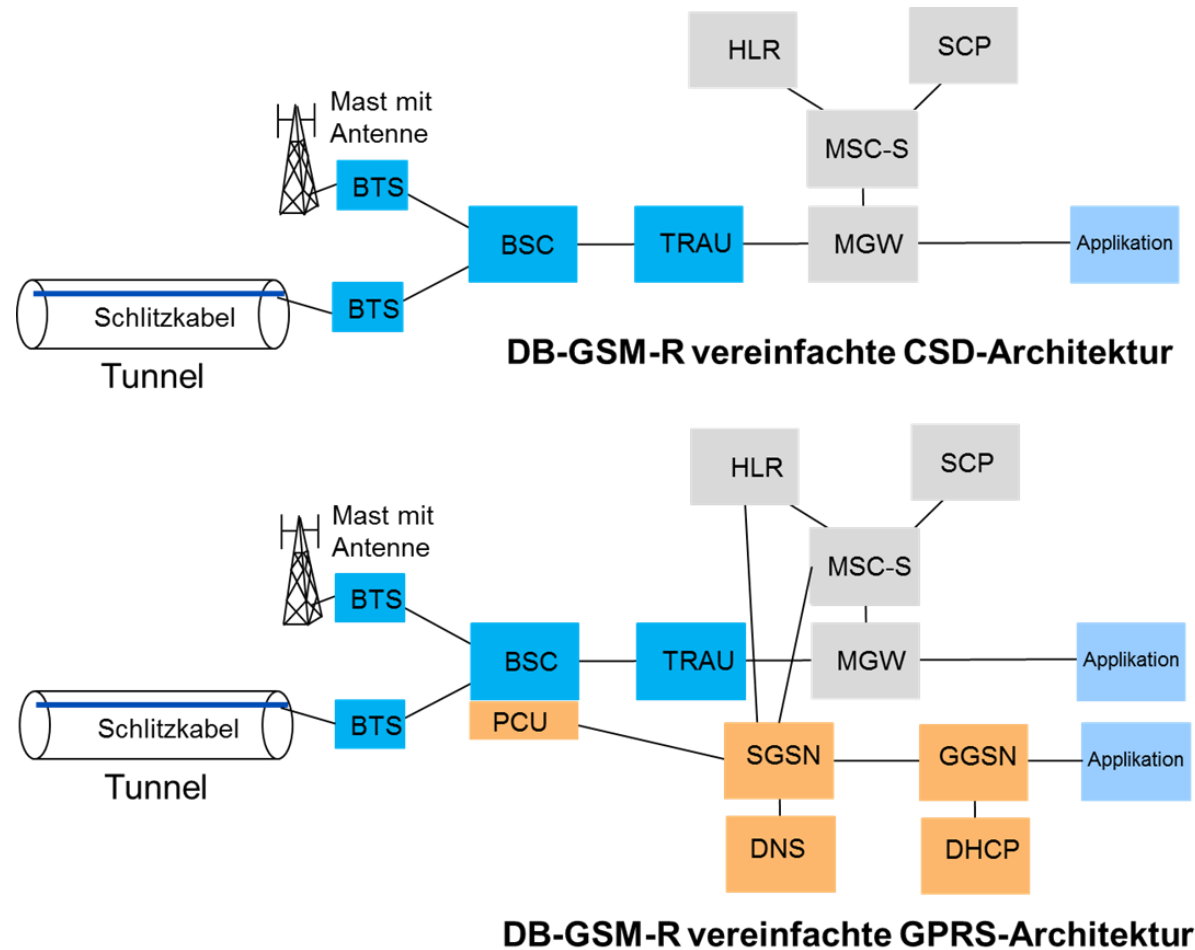 HLR
SCP
Mast mit
Antenne
MSC-S
BTS
BSC
TRAU
MGW
Applikation
BTS
Schlitzkabel
Tunnel
DB-GSM-R vereinfachte CSD-Architektur
HLR
SCP
Mast mit
Antenne
MSC-S
BTS
BSC
TRAU
MGW
Applikation
BTS
Schlitzkabel
PCU
Tunnel
SGSN
GGSN
Applikation
DNS
DHCP
DB-GSM-R vereinfachte GPRS-Architektur